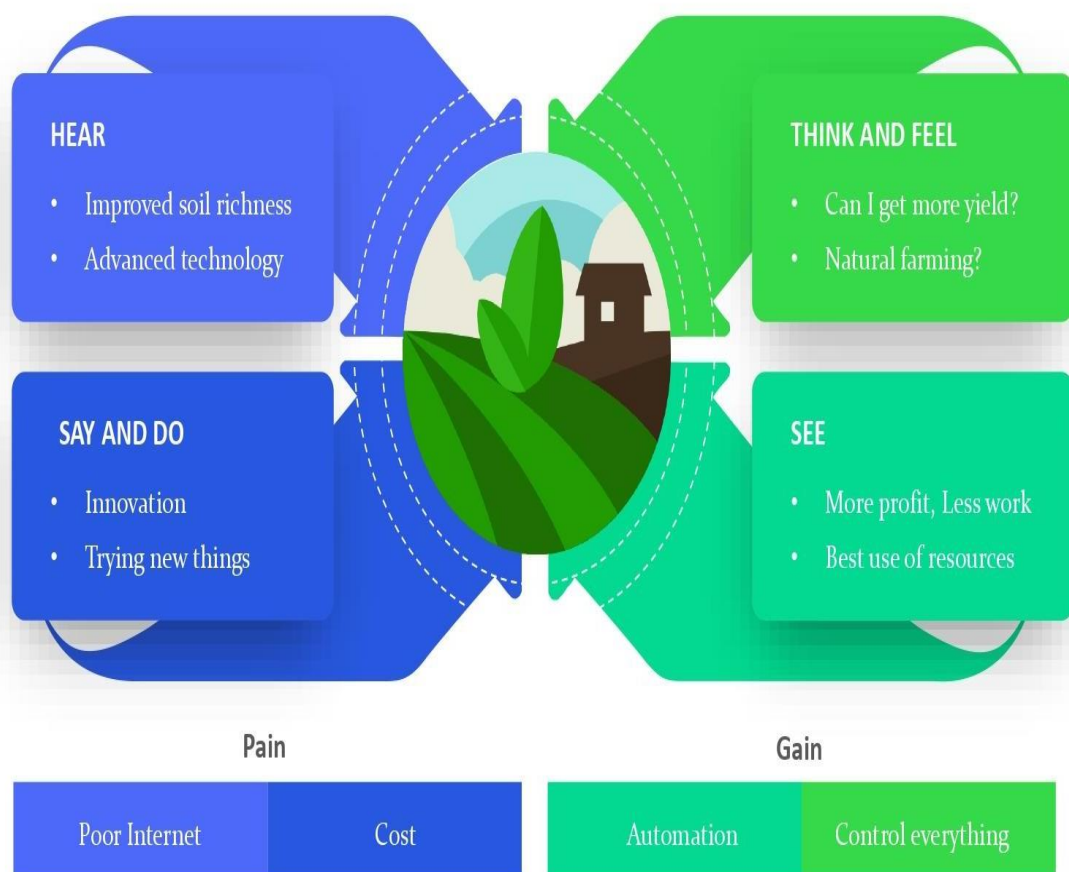 HEAR
• Improved soil richness
• Advanced technology
THINK AND FEEL
• Can I get more yield?
• Natural farming?
SAY AND DO
• Innovation
• Trying new things
SEE
• More profit, Less work
• Best use of resources
Pain
Poor Internet
Cost
Gain
Automation
Control everything